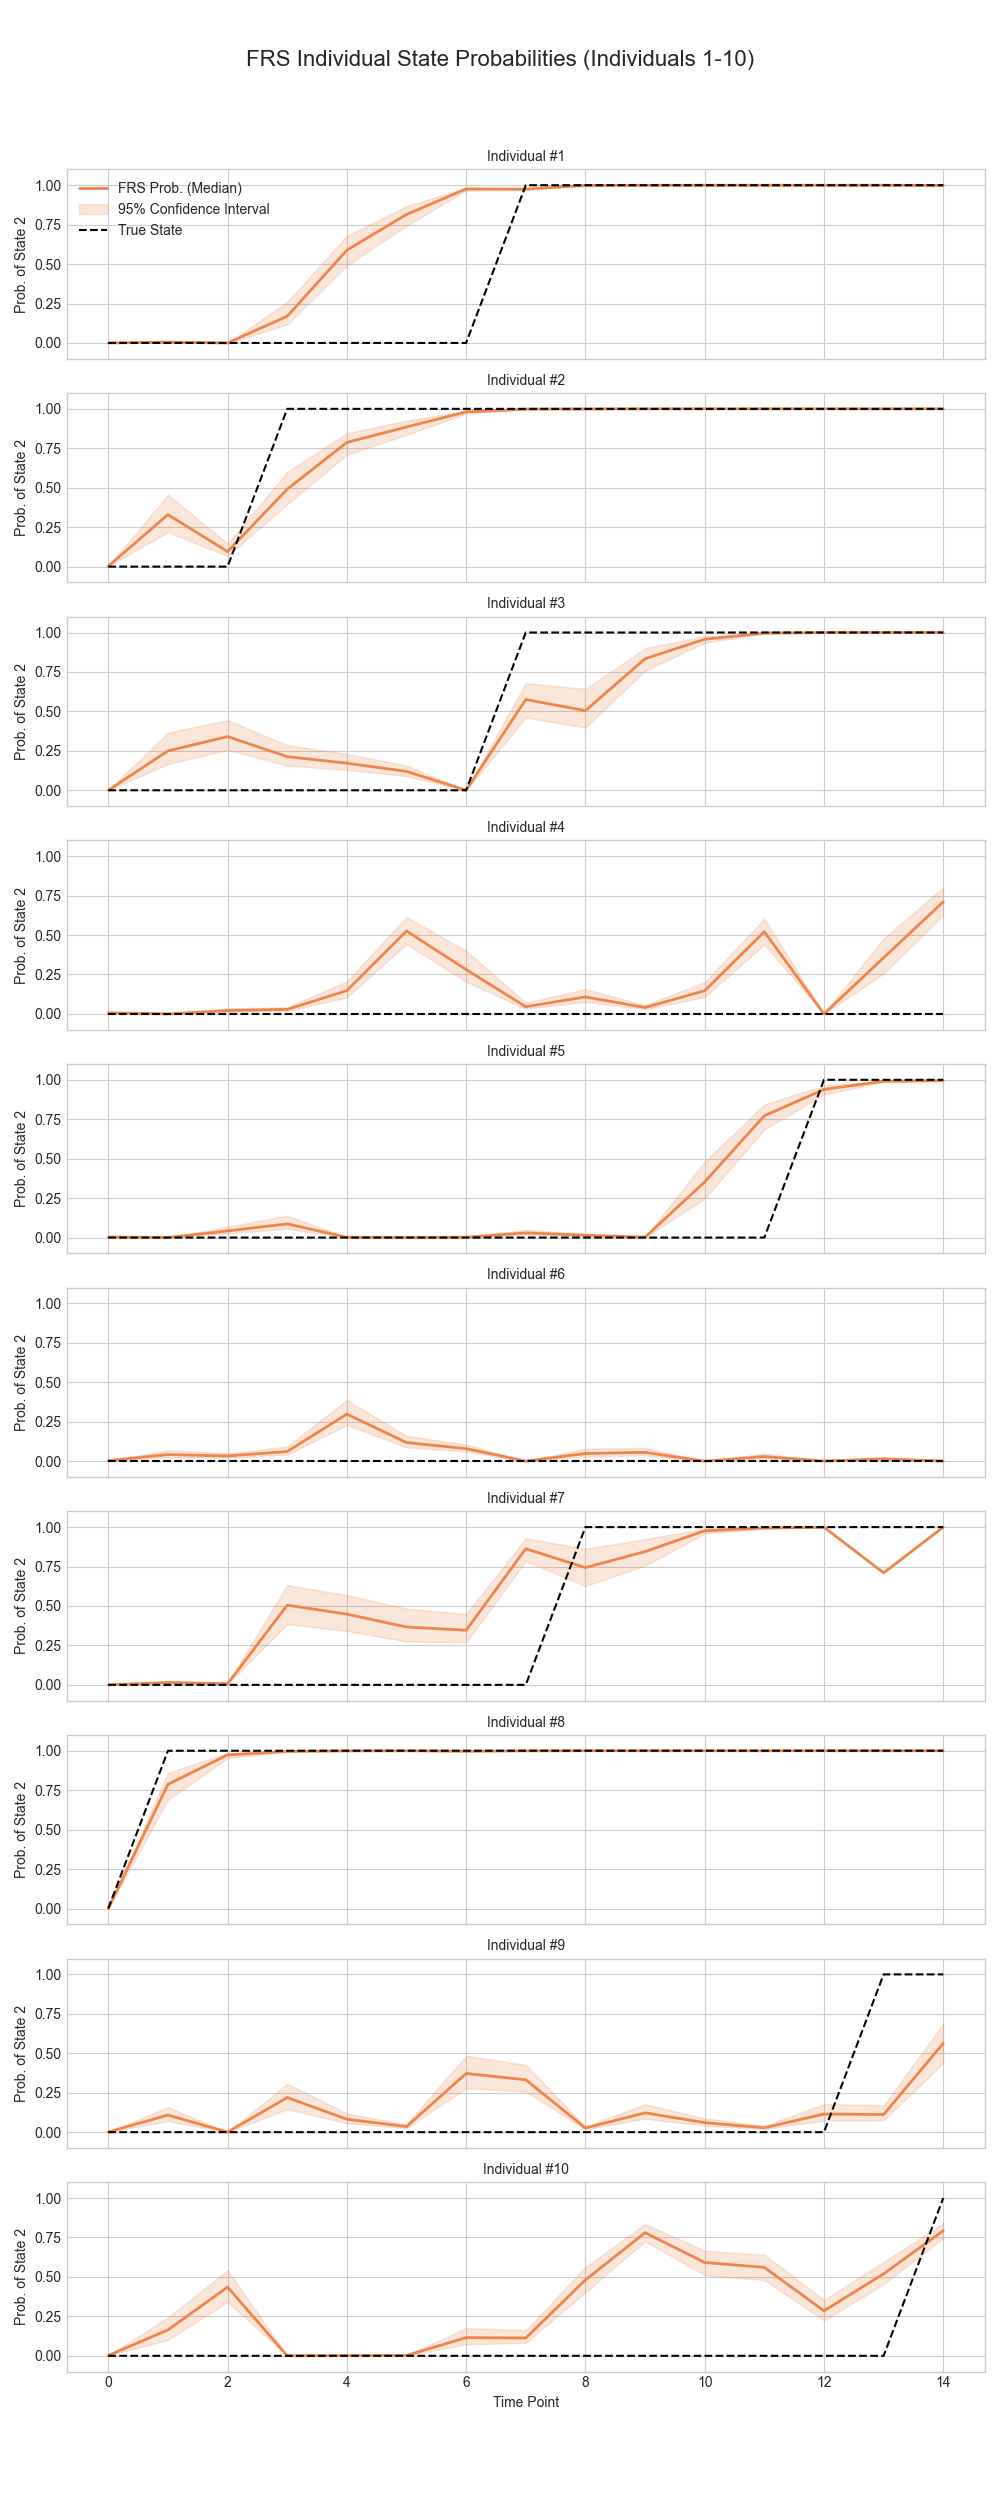 FRS Individual State Probabilities (Individuals 1-10)
Individual #1
FRS Prob. (Median)
95% Confidence Interval
True State
Prob. of State 2
1.00
0.75
0.50
0.25
0.00
Individual #2
Prob. of State 2
1.00
0.75
0.50
0.25
0.00
Individual #3
Prob. of State 2
1.00
0.75
0.50
0.25
0.00
Individual #4
Prob. of State 2
1.00
0.75
0.50
0.25
0.00
Individual #5
Prob. of State 2
1.00
0.75
0.50
0.25
0.00
Individual #6
Prob. of State 2
1.00
0.75
0.50
0.25
0.00
Individual #7
Prob. of State 2
1.00
0.75
0.50
0.25
0.00
Individual #8
Prob. of State 2
1.00
0.75
0.50
0.25
0.00
Individual #9
Prob. of State 2
1.00
0.75
0.50
0.25
0.00
Individual #10
Prob. of State 2
1.00
0.75
0.50
0.25
0.00
0 2 4 6 8 10 12 14
Time Point